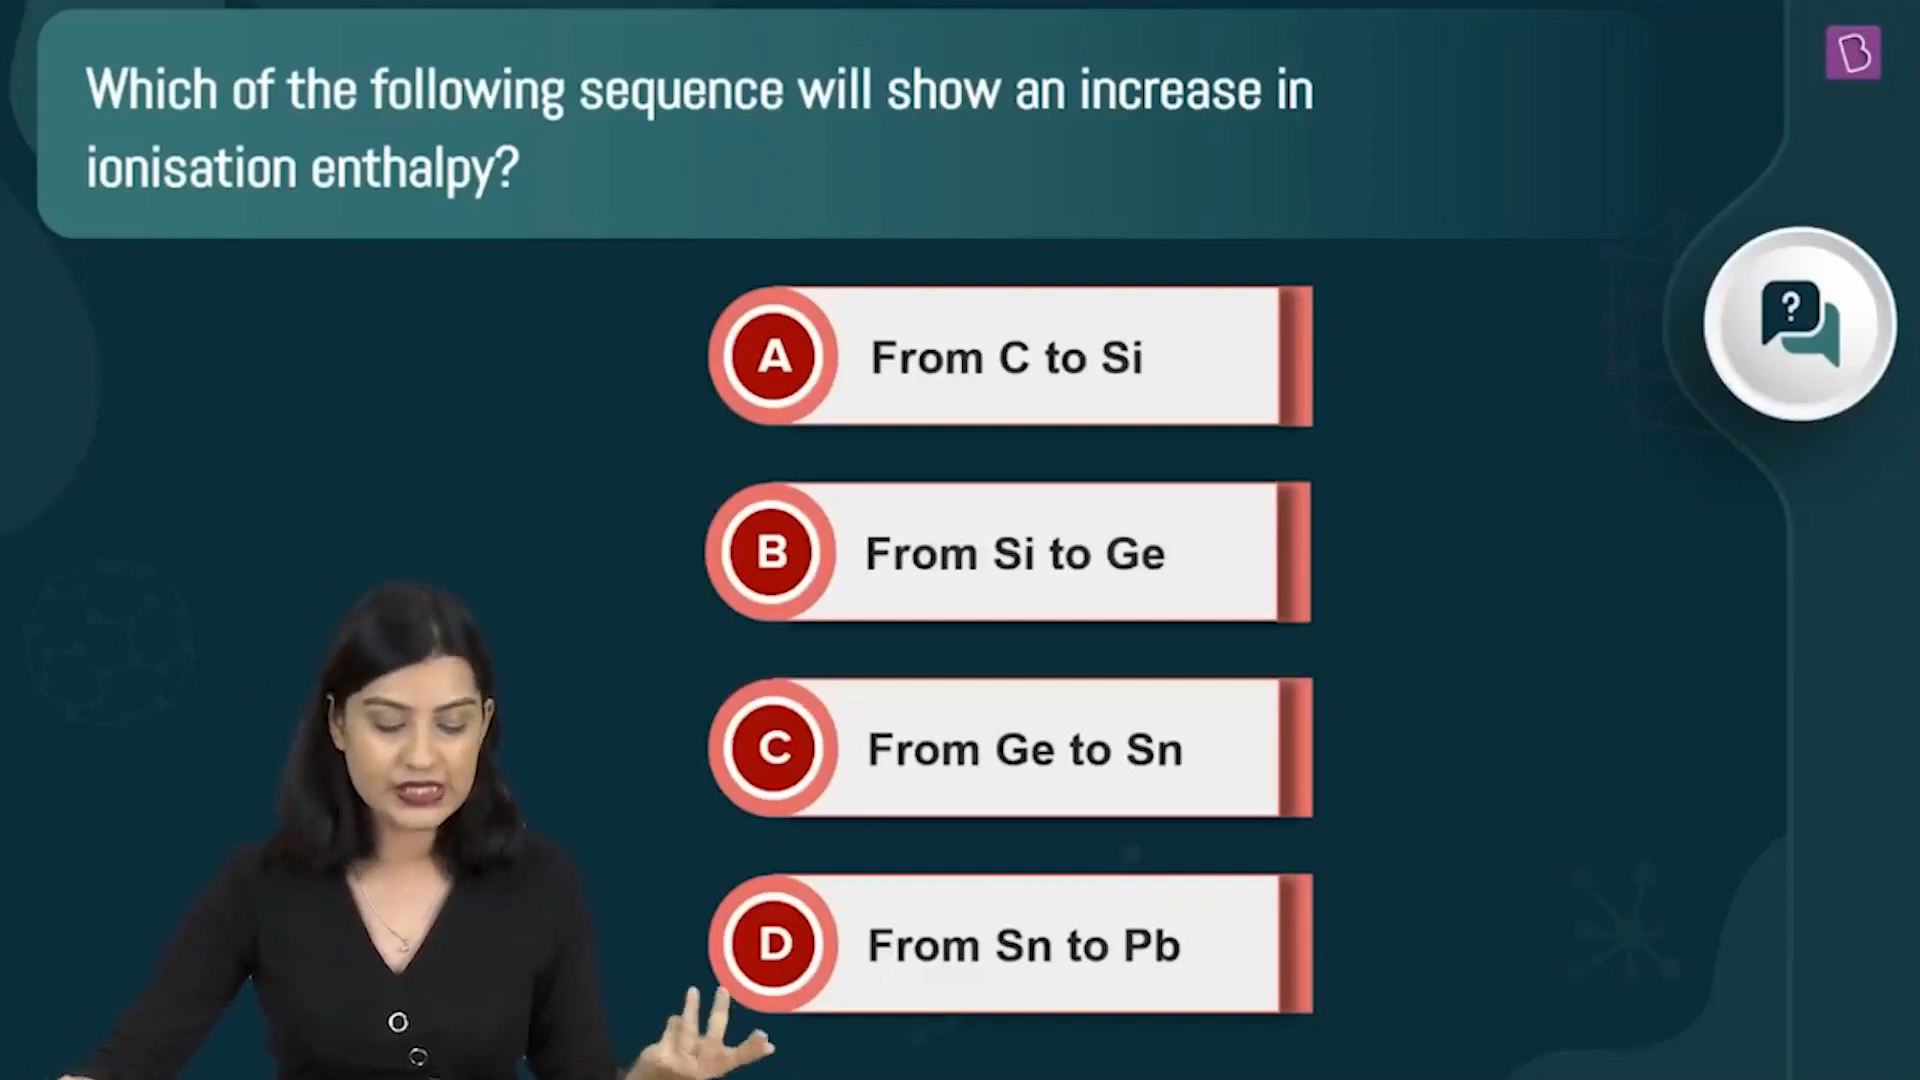 Which of the following sequence will show an increase in
ionisation enthalpy?
B
?
A From C to Si
B From Si to Ge
C From Ge to Sn
D From Sn to Pb